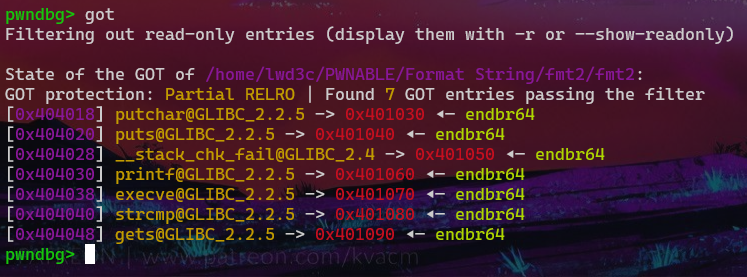 pwndbg> got
Filtering out read-only entries (display them with -r or --show-readonly)
State of the GOT of /home/lwd3c/PWNABLE/Format String/fmt2/fmt2:
GOT protection: Partial RELRO | Found 7 GOT entries passing the filter
[0x404018] putchar@GLIBC_2.2.5 -> 0x401030 ◂— endbr64
[0x404020] puts@GLIBC_2.2.5 -> 0x401040 ◂— endbr64
[0x404028] __stack_chk_fail@GLIBC_2.4 -> 0x401050 ◂— endbr64
[0x404030] printf@GLIBC_2.2.5 -> 0x401060 ◂— endbr64
[0x404038] execve@GLIBC_2.2.5 -> 0x401070 ◂— endbr64
[0x404040] strcmp@GLIBC_2.2.5 -> 0x401080 ◂— endbr64
[0x404048] gets@GLIBC_2.2.5 -> 0x401090 ◂— endbr64
pwndbg>
| www.patreon.com/kvacm